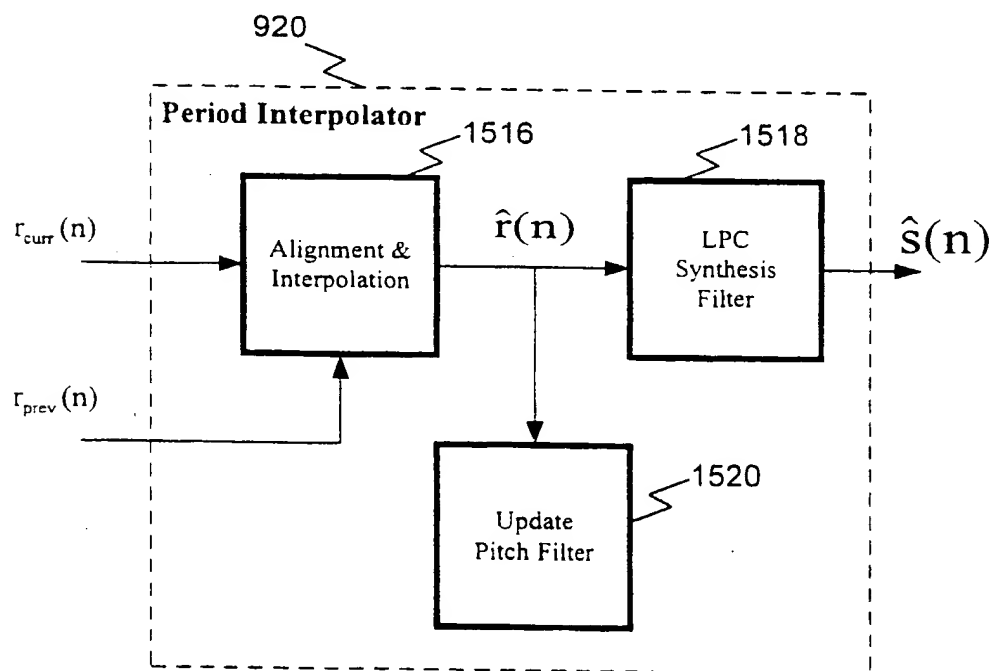 920
Period Interpolator
1516
1518
r_curr(n)
Alignment &
Interpolation
r̂(n)
LPC
Synthesis
Filter
ŝ(n)
r_prev(n)
1520
Update
Pitch Filter